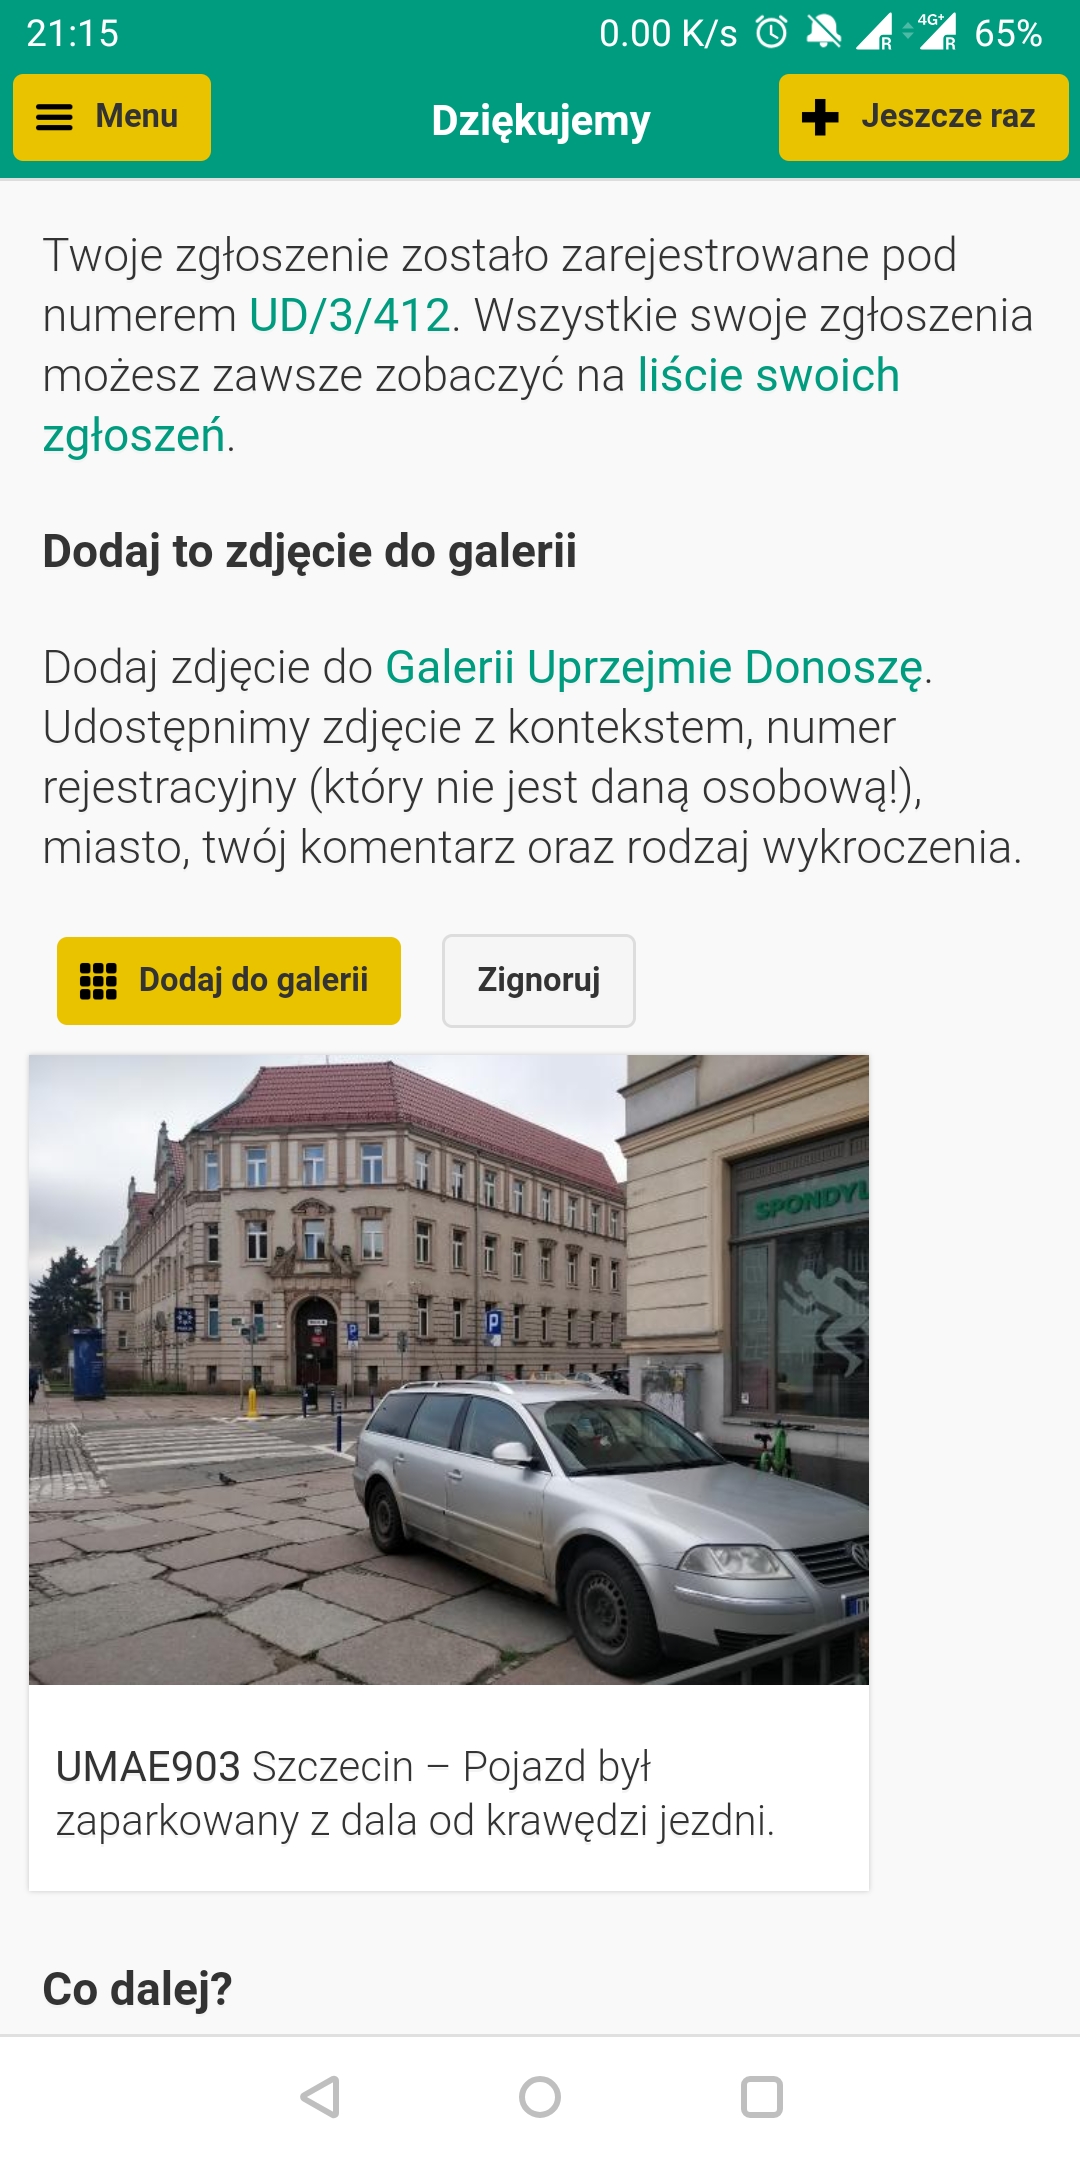 21:15 0.00 K/s 4G+ R R 65%
Menu Dziękujemy Jeszcze raz
Twoje zgłoszenie zostało zarejestrowane pod
numerem UD/3/412. Wszystkie swoje zgłoszenia
możesz zawsze zobaczyć na liście swoich
zgłoszeń.
Dodaj to zdjęcie do galerii
Dodaj zdjęcie do Galerii Uprzejmie Donoszę.
Udostępnimy zdjęcie z kontekstem, numer
rejestracyjny (który nie jest daną osobową!),
miasto, twój komentarz oraz rodzaj wykroczenia.
Dodaj do galerii Zignoruj
SPONDYL
P
UMAE903 Szczecin – Pojazd był
zaparkowany z dala od krawędzi jezdni.
Co dalej?